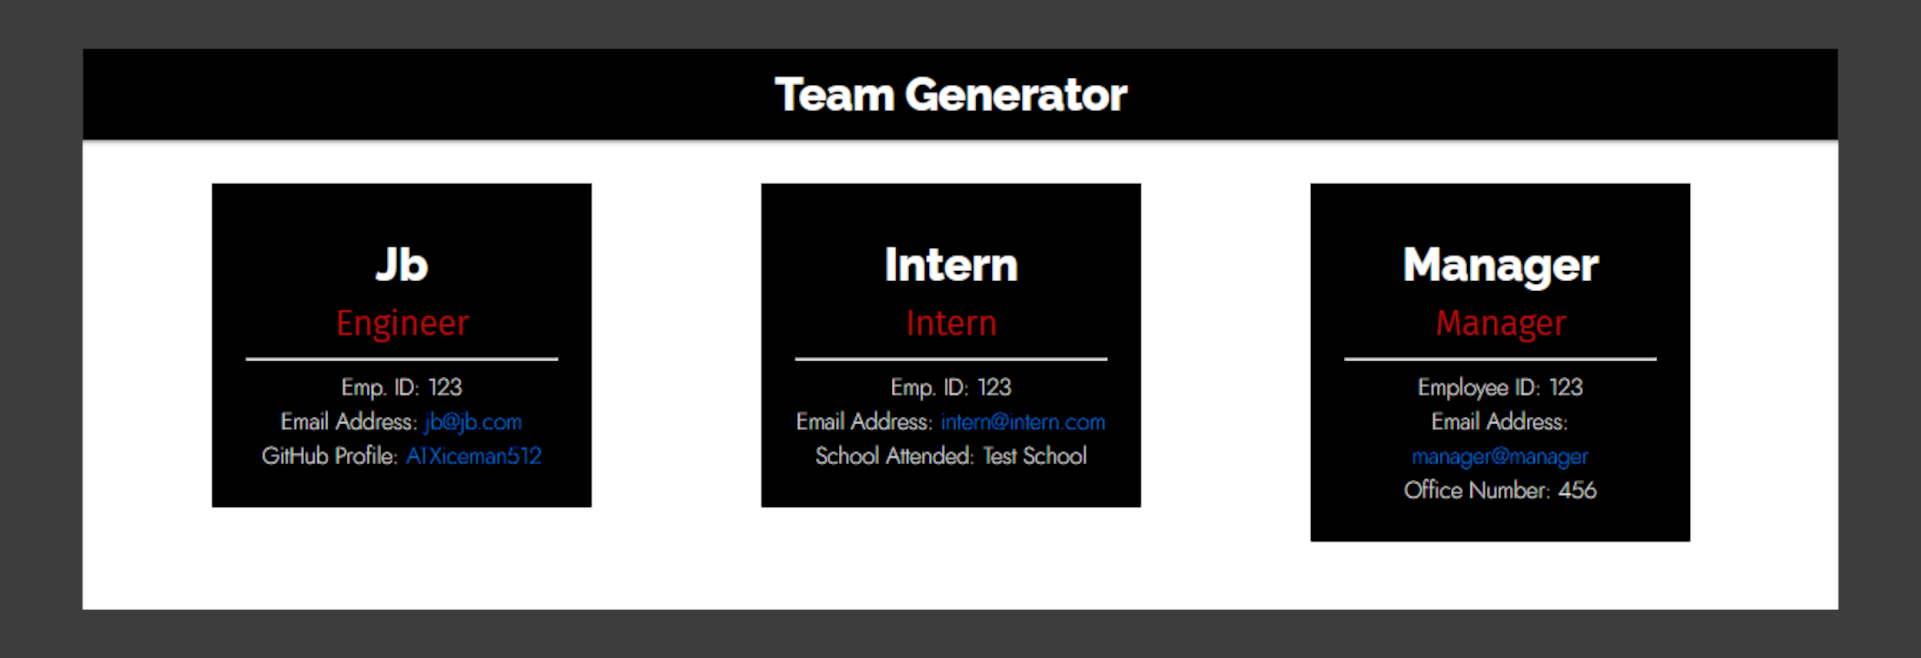 Team Generator
Jb
Engineer
Emp. ID: 123
Email Address: jb@jb.com
GitHub Profile: ATXiceman512
Intern
Intern
Emp. ID: 123
Email Address: intern@intern.com
School Attended: Test School
Manager
Manager
Employee ID: 123
Email Address:
manager@manager
Office Number: 456